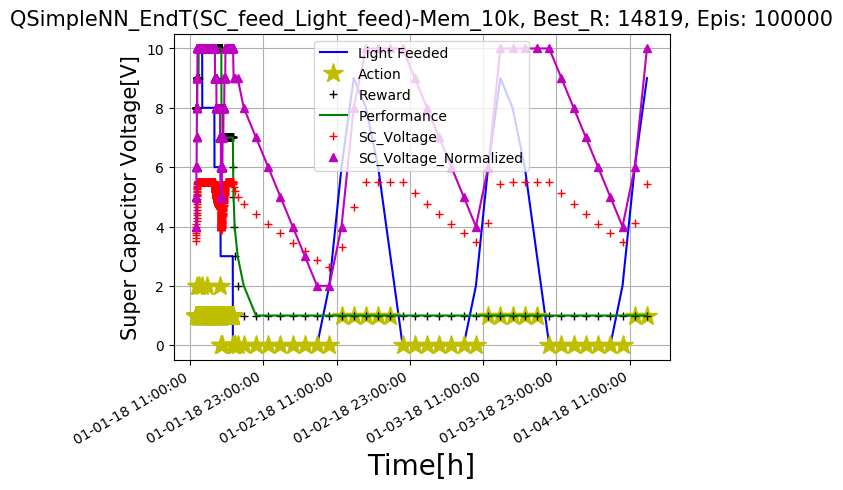 QSimpleNN_EndT(SC_feed_Light_feed)-Mem_10k, Best_R: 14819, Epis: 100000
Super Capacitor Voltage[V]
10
8
6
4
2
0
Light Feeded
Action
Reward
Performance
SC_Voltage
SC_Voltage_Normalized
01-01-18 11:00:00
01-01-18 23:00:00
01-02-18 11:00:00
01-02-18 23:00:00
01-03-18 11:00:00
01-03-18 23:00:00
01-04-18 11:00:00
Time[h]